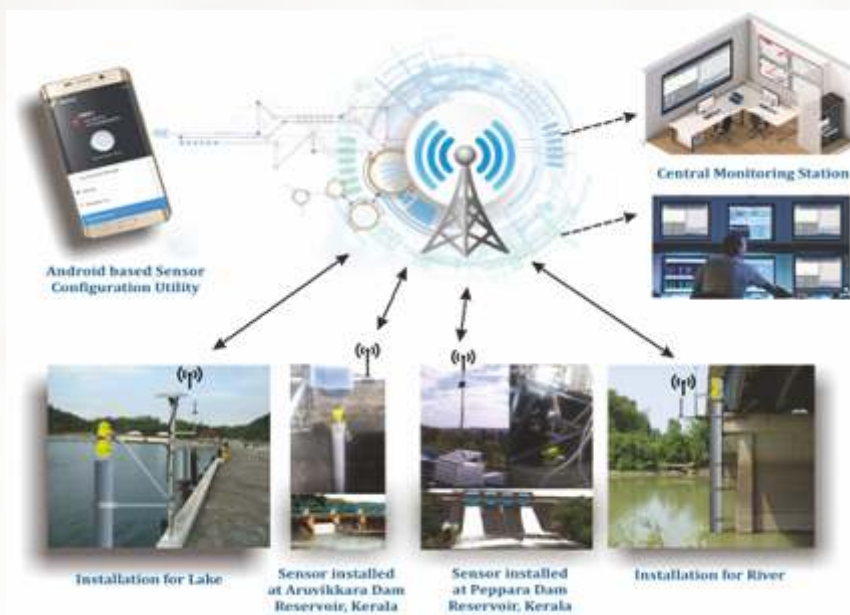 Central Monitoring Station
Android based Sensor
Configuration Utility
Installation for Lake
Sensor installed
at Aruvikkara Dam
Reservoir, Kerala
Sensor installed
at Peppara Dam
Reservoir, Kerala
Installation for River